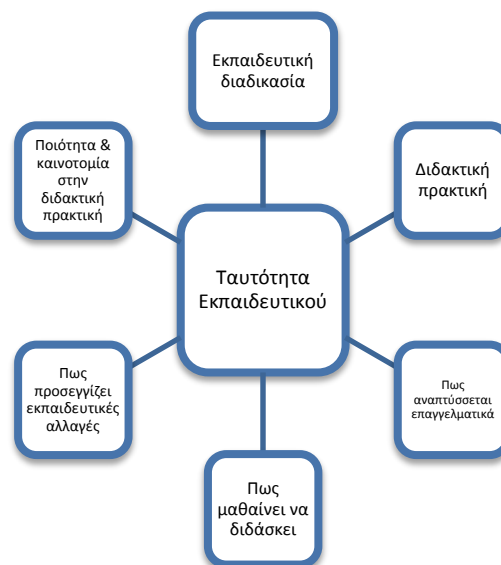 Εκπαιδευτική
διαδικασία
Ποιότητα &
καινοτομία
στην
διδακτική
πρακτική
Διδακτική
πρακτική
Ταυτότητα
Εκπαιδευτικού
Πως
προσεγγίζει
εκπαιδευτικές
αλλαγές
Πως
αναπτύσσεται
επαγγελματικά
Πως
μαθαίνει να
διδάσκει